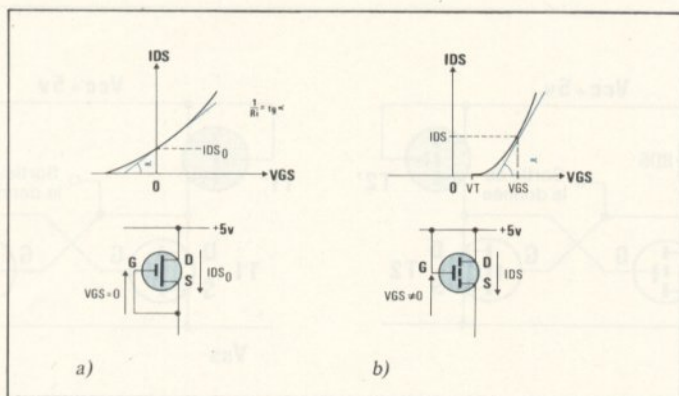 IDS
1/Ri = tg α
IDS0
VGS
0
+5v
G
D
S
IDS0
VGS=0
a)
IDS
IDS
α
0
VT
VGS
VGS
+5v
G
D
S
IDS
VGS≠0
b)